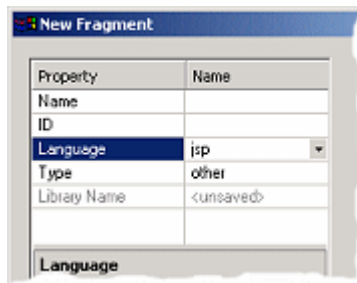 New Fragment
Property Name
Name
ID
Language jsp
Type other
Library Name <unsaved>
Language